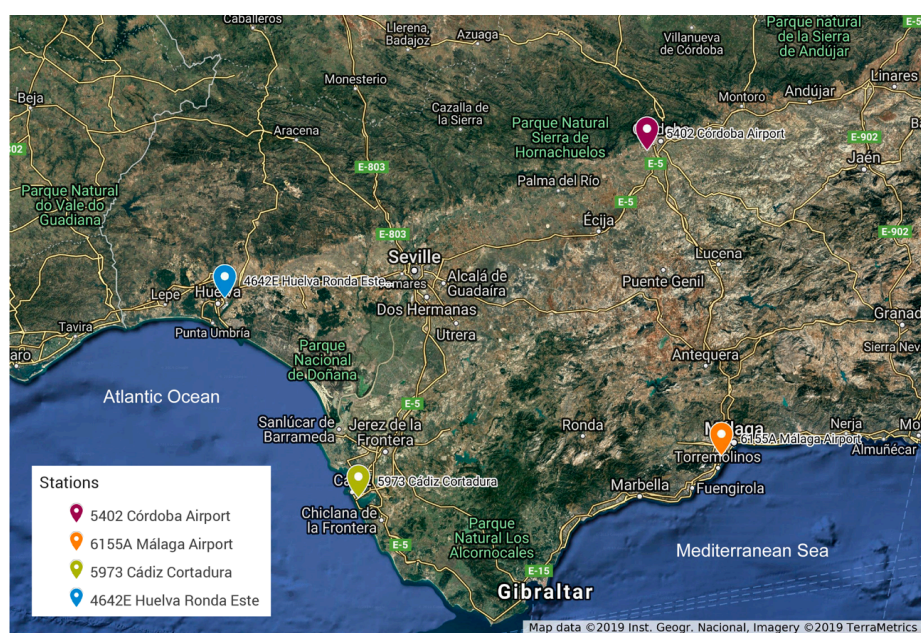 Caballeros
Llerena,
Badajoz
Azuaga
Villanueva
de Córdoba
Parque natural
de la Sierra
de Andújar
E-5
Monesterio
Linares
Beja
Cazalla de
la Sierra
Montoro
Andújar
Aracena
Parque Natural
Sierra de
Hornachuelos
5402 Córdoba Airport
E-902
802
E-803
E-5
Jaén
Parque Natural
do Vale do
Guadiana
Palma del Río
E-5
Écija
E-803
E-902
Seville
Lucena
4642E Huelva Ronda Este
Alcalá de
Guadaíra
Puente Genil
Lepe
Huelva
Dos Hermanas
Tavira
Punta Umbría
Utrera
Granad
Sierra Nev
aro
Parque
Nacional
de Doñana
Antequera
Atlantic Ocean
E-5
Sanlúcar de
Barrameda
Jerez de la
Frontera
Ronda
Málaga
Nerja
Mo
6155A Málaga Airport
Almuñécar
Torremolinos
5973 Cádiz Cortadura
Marbella
Fuengirola
Chiclana de
la Frontera
Parque
Natural Los
Alcornocales
E-5
Mediterranean Sea
E-15
Gibraltar
Stations
5402 Córdoba Airport
6155A Málaga Airport
5973 Cádiz Cortadura
4642E Huelva Ronda Este
Map data ©2019 Inst. Geogr. Nacional, Imagery ©2019 TerraMetrics